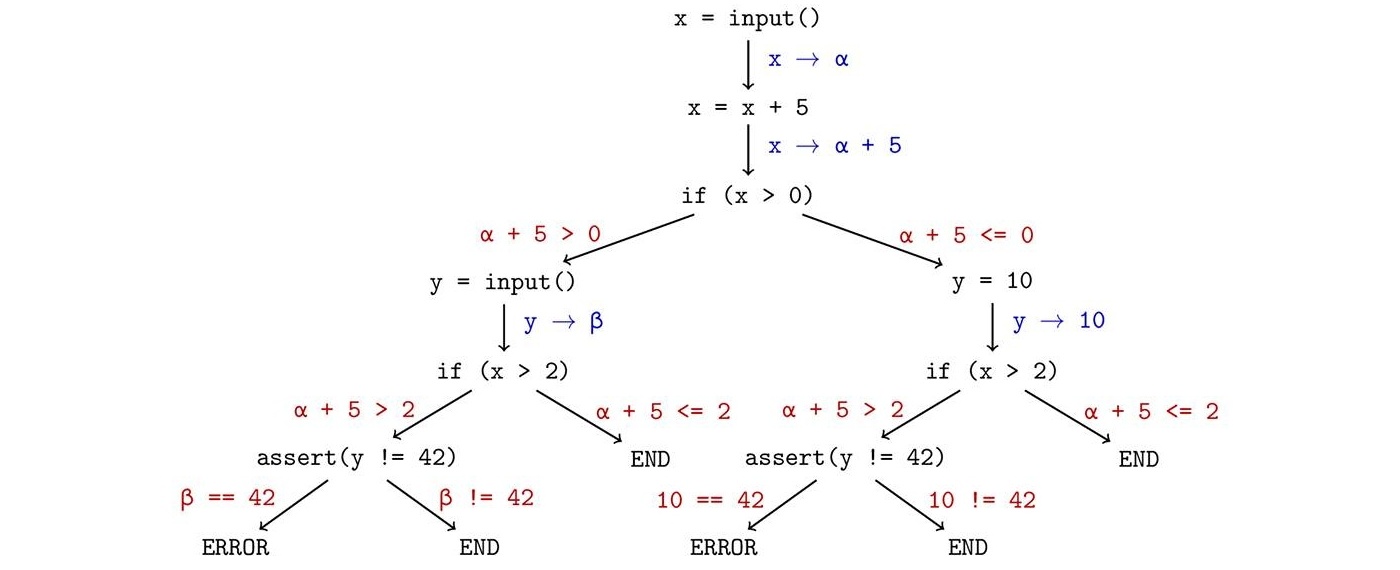 x = input()
x → α
x = x + 5
x → α + 5
if (x > 0)
α + 5 > 0
α + 5 <= 0
y = input()
y = 10
y → β
y → 10
if (x > 2)
if (x > 2)
α + 5 > 2
α + 5 <= 2
α + 5 > 2
α + 5 <= 2
assert(y != 42)
END
assert(y != 42)
END
β == 42
β != 42
10 == 42
10 != 42
ERROR
END
ERROR
END